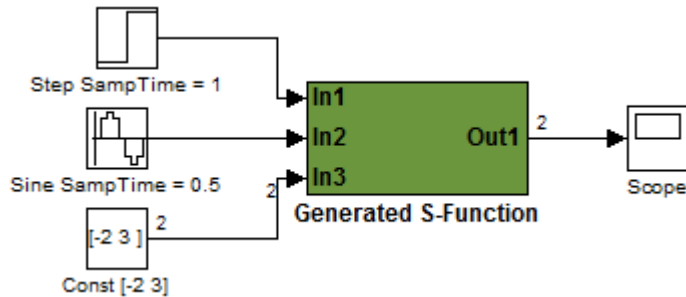 Step SampTime = 1
In1
In2
Out1
2
Sine SampTime = 0.5
In3
2
Scope
Generated S-Function
[-2 3 ]
2
Const [-2 3]